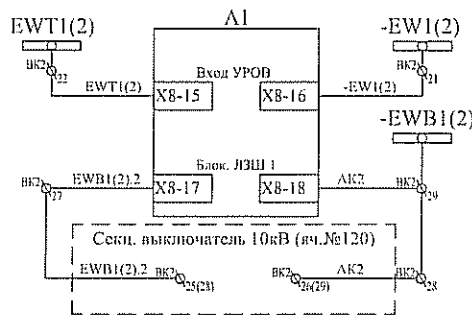 EWT1(2)
A1
-EW1(2)
ВК2
22
EWT1(2)
Вход УРОВ
X8-15
X8-16
-EW1(2)
ВК2
21
-EWB1(2)
ВК2
27
EWB1(2).2
Блок. ЛЗШ 1
X8-17
X8-18
АК2
ВК2
29
Секц. выключатель 10кВ (яч.№120)
EWB1(2).2
ВК2
25(28)
ВК2
26(29)
АК2
ВК2
28